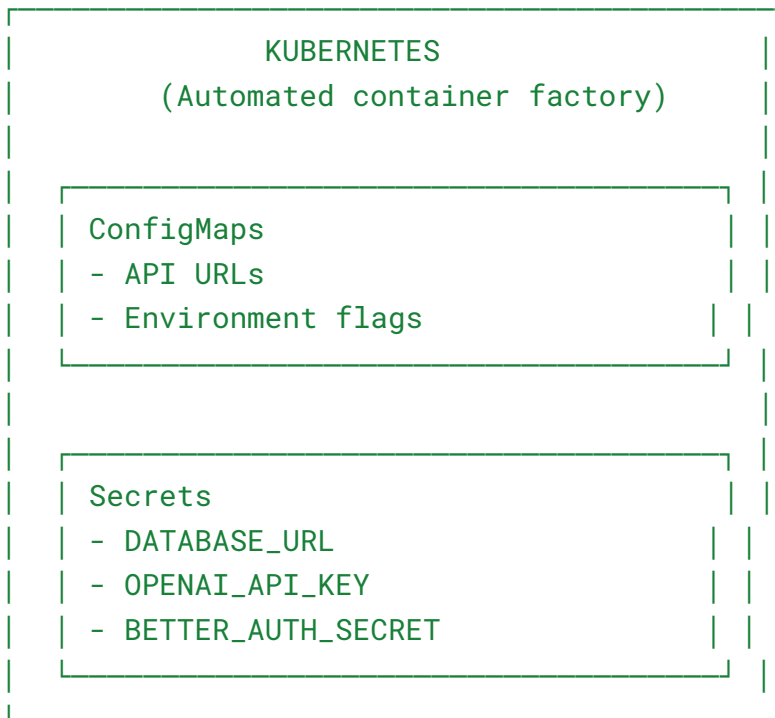 KUBERNETES
(Automated container factory)
ConfigMaps
- API URLs
- Environment flags
Secrets
- DATABASE_URL
- OPENAI_API_KEY
- BETTER_AUTH_SECRET